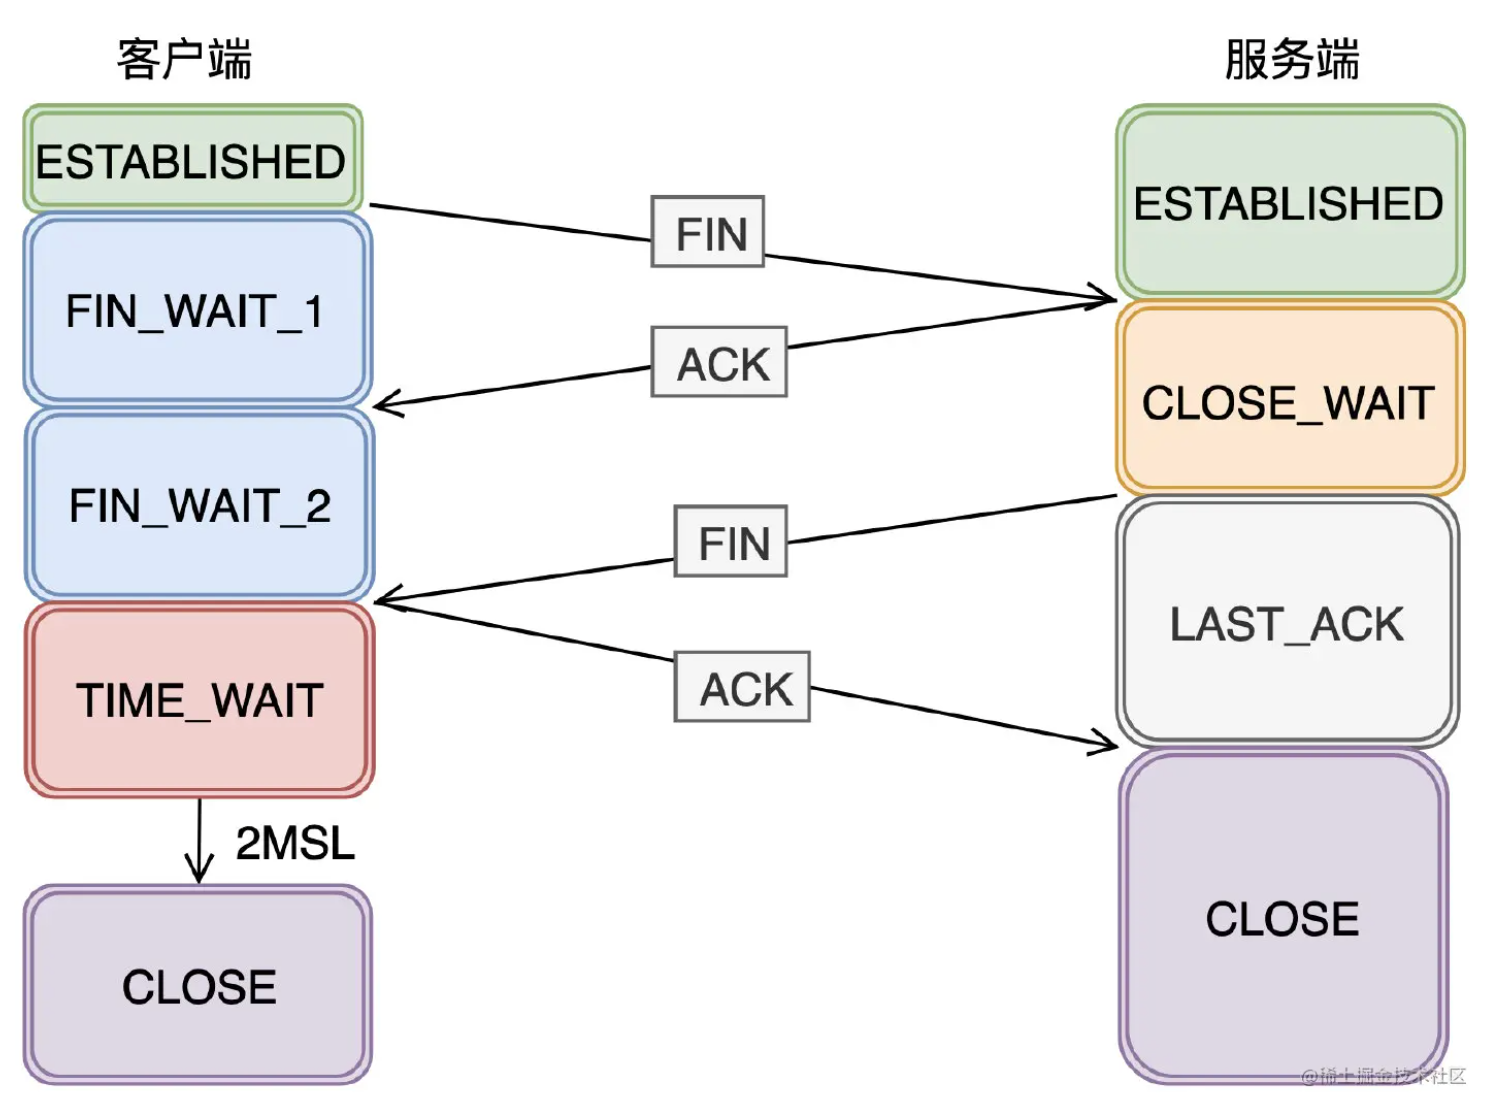 客户端
服务端
ESTABLISHED
ESTABLISHED
FIN
FIN_WAIT_1
ACK
CLOSE_WAIT
FIN_WAIT_2
FIN
LAST_ACK
ACK
TIME_WAIT
2MSL
CLOSE
CLOSE
@稀土掘金技术社区